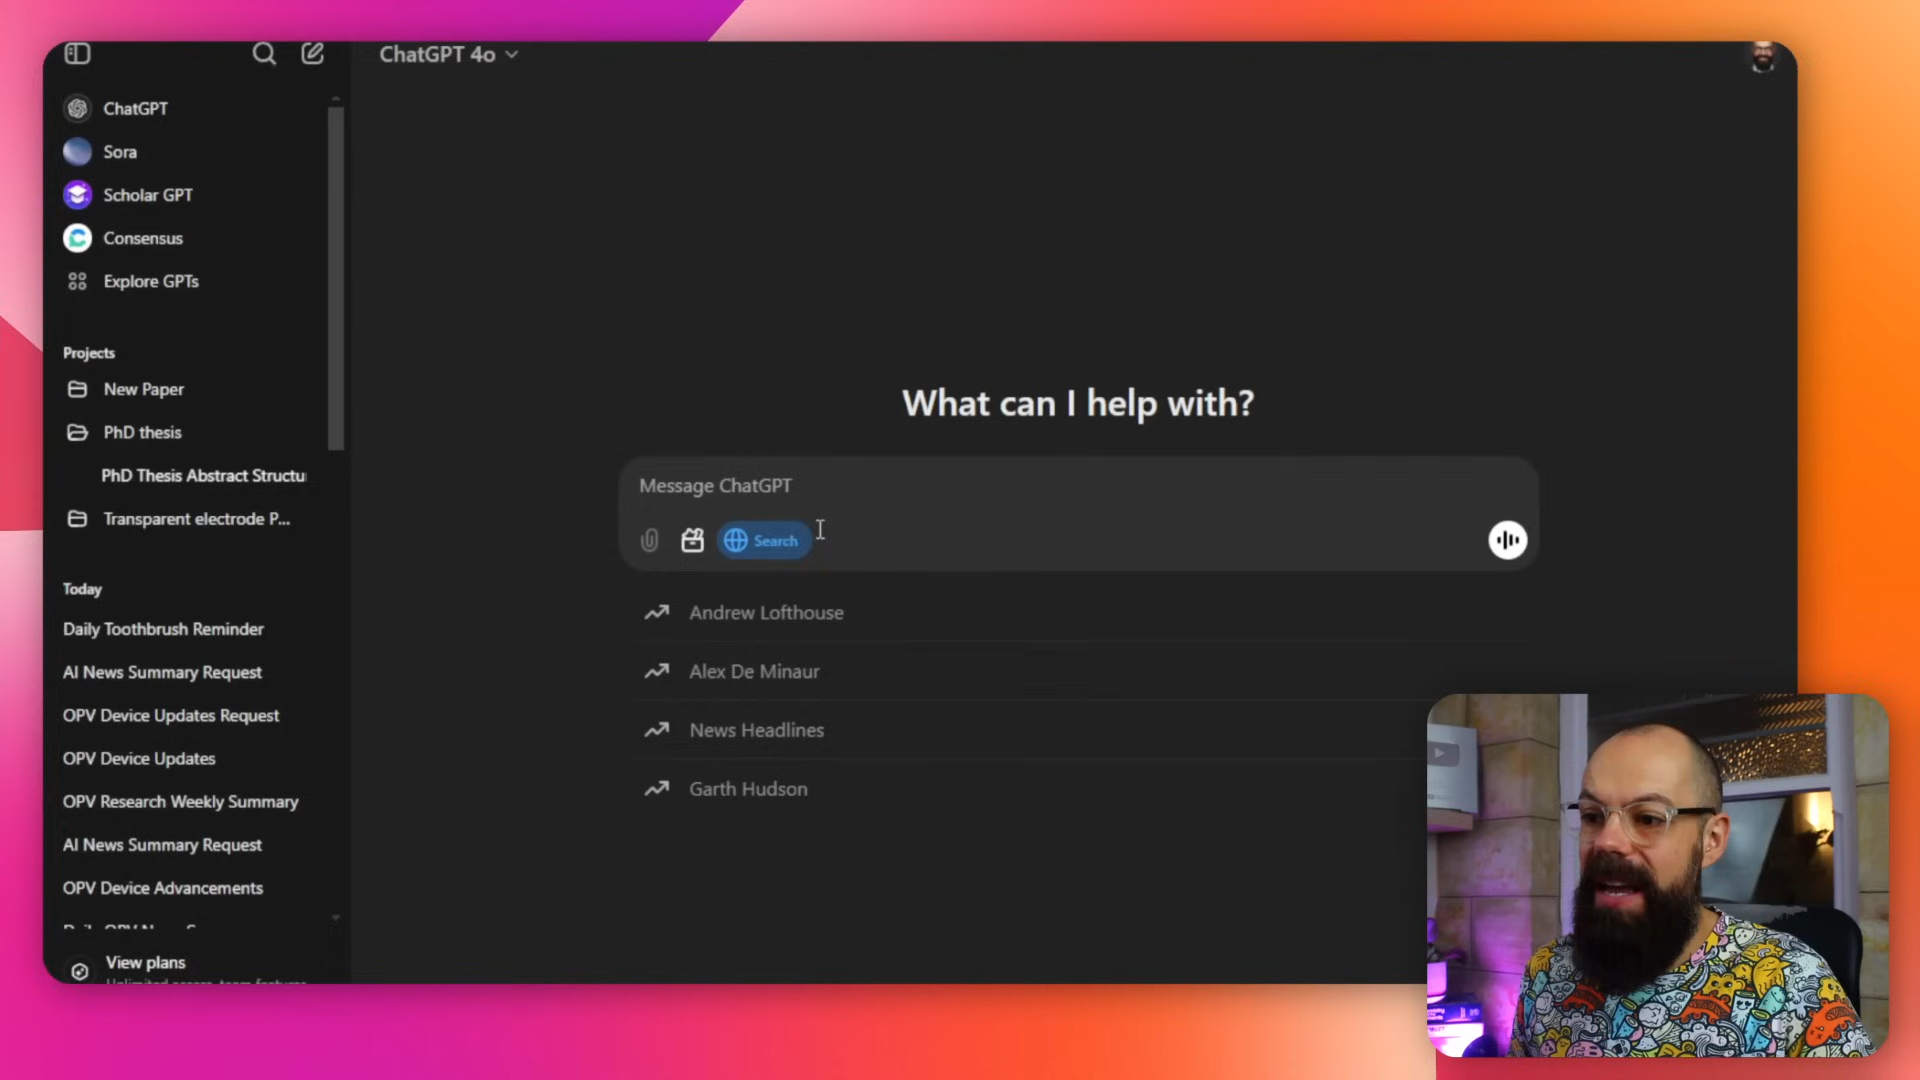 ChatGPT 4o
ChatGPT
Sora
Scholar GPT
Consensus
Explore GPTs
Projects
New Paper
PhD thesis
PhD Thesis Abstract Structu
Transparent electrode P...
Today
Daily Toothbrush Reminder
AI News Summary Request
OPV Device Updates Request
OPV Device Updates
OPV Research Weekly Summary
AI News Summary Request
OPV Device Advancements
View plans
What can I help with?
Message ChatGPT
Search
Andrew Lofthouse
Alex De Minaur
News Headlines
Garth Hudson